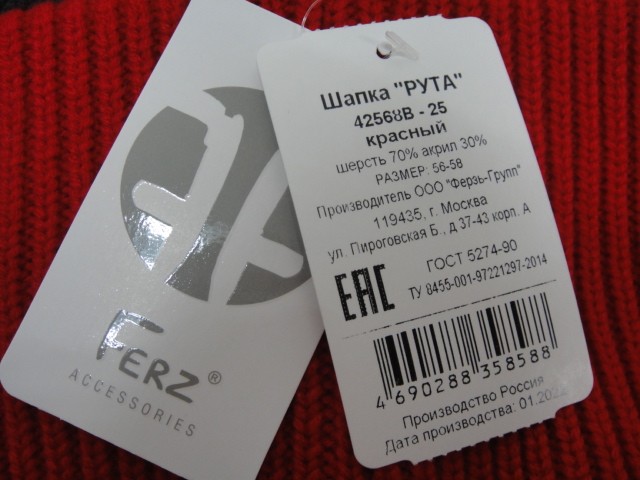 FERZ®
ACCESSORIES
Шапка "РУТА"
42568В - 25
красный
шерсть 70% акрил 30%
РАЗМЕР: 56-58
Производитель ООО "Ферзь-Групп"
119435, г. Москва
ул. Пироговская Б., д 37-43 корп. А
ГОСТ 5274-90
ТУ 8455-001-97221297-2014
ЕАС
4 690288 358588
Производство Россия
Дата производства: